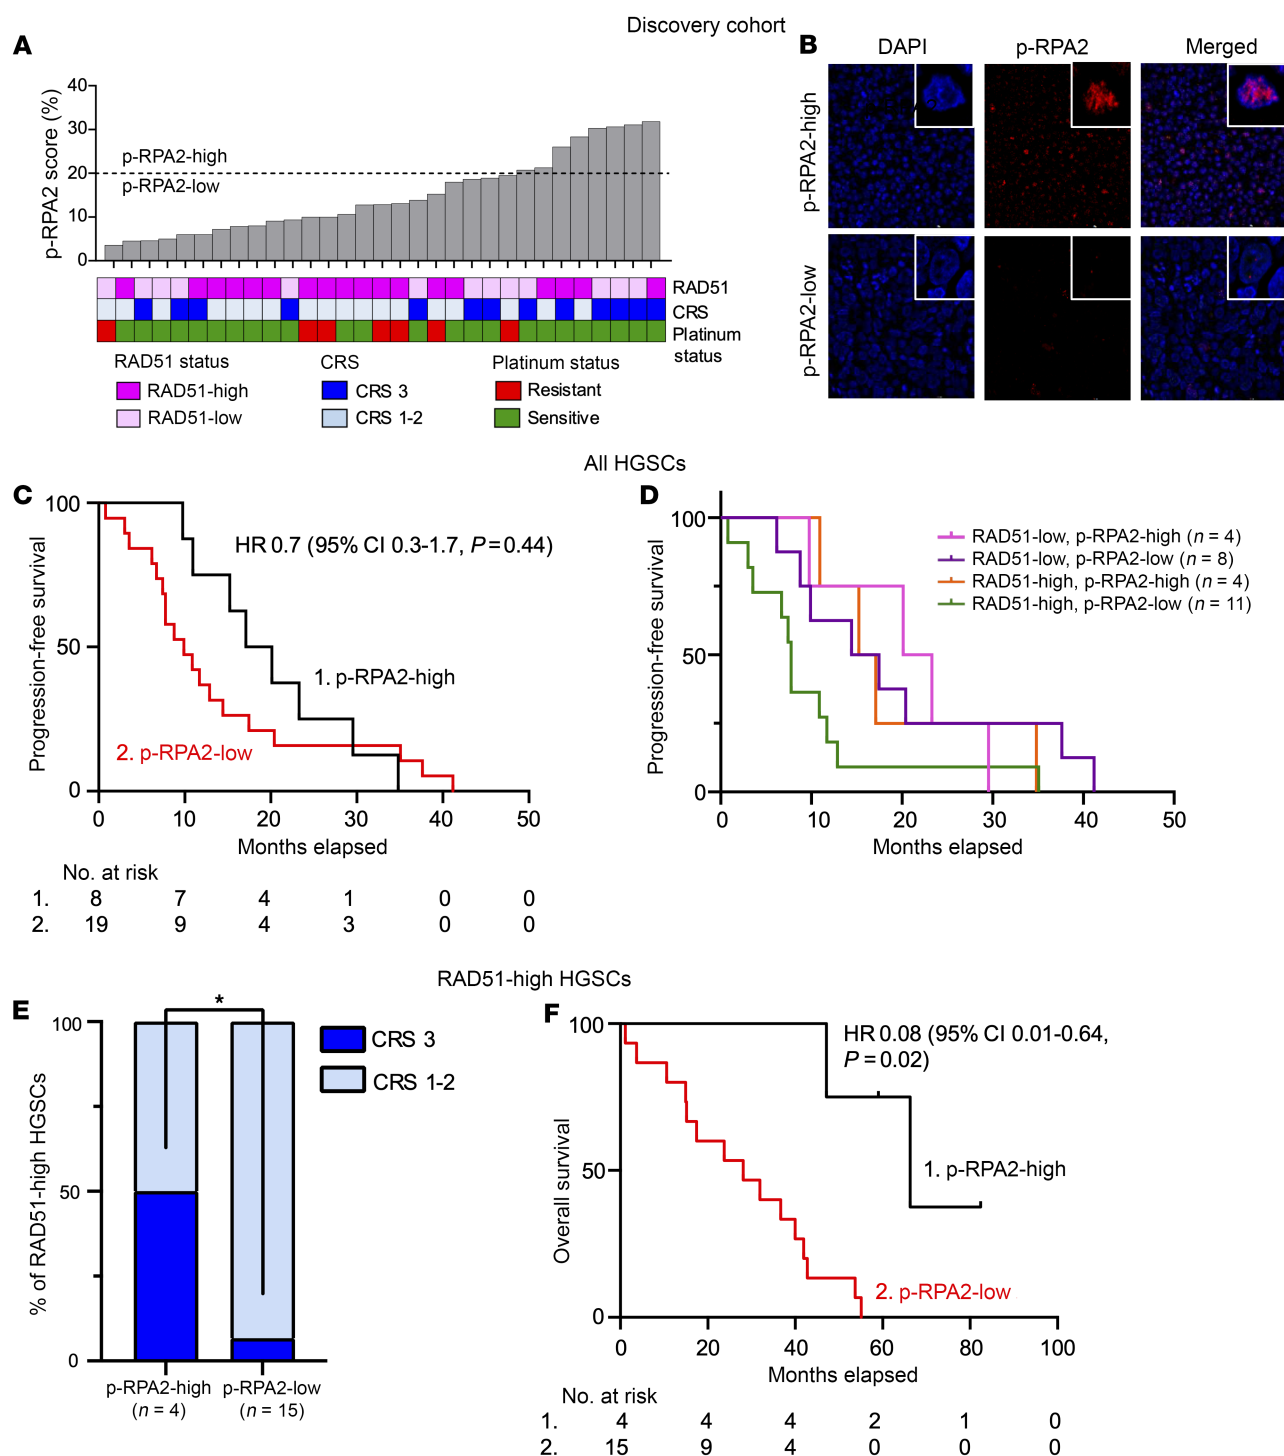 Discovery cohort
A
p-RPA2 score (%)
40
30
20
10
0
p-RPA2-high
p-RPA2-low
RAD51
CRS
Platinum
status
RAD51 status
RAD51-high
RAD51-low
CRS
CRS 3
CRS 1-2
Platinum status
Resistant
Sensitive
B
DAPI
p-RPA2
Merged
p-RPA2-high
p-RPA2-low
All HGSCs
C
Progression-free survival
100
50
0
HR 0.7 (95% CI 0.3-1.7, P = 0.44)
1. p-RPA2-high
2. p-RPA2-low
0 10 20 30 40 50
Months elapsed
No. at risk
1. 8 7 4 1 0 0
2. 19 9 4 3 0 0
D
Progression-free survival
100
50
0
RAD51-low, p-RPA2-high (n = 4)
RAD51-low, p-RPA2-low (n = 8)
RAD51-high, p-RPA2-high (n = 4)
RAD51-high, p-RPA2-low (n = 11)
0 10 20 30 40 50
Months elapsed
RAD51-high HGSCs
E
% of RAD51-high HGSCs
100
50
0
*
CRS 3
CRS 1-2
p-RPA2-high
(n = 4)
p-RPA2-low
(n = 15)
F
Overall survival
100
50
0
HR 0.08 (95% CI 0.01-0.64,
P = 0.02)
1. p-RPA2-high
2. p-RPA2-low
0 20 40 60 80 100
Months elapsed
No. at risk
1. 4 4 4 2 1 0
2. 15 9 4 0 0 0